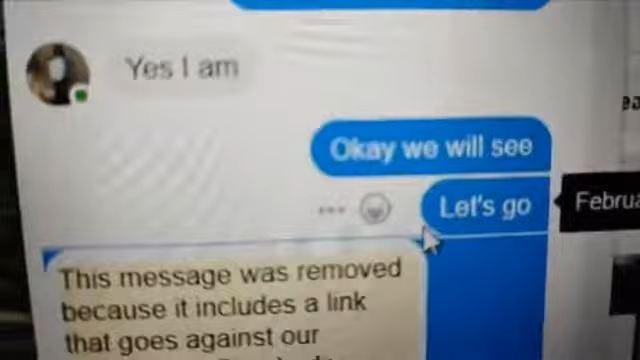 Yes I am
Okay we will see
Let's go
This message was removed
because it includes a link
that goes against our